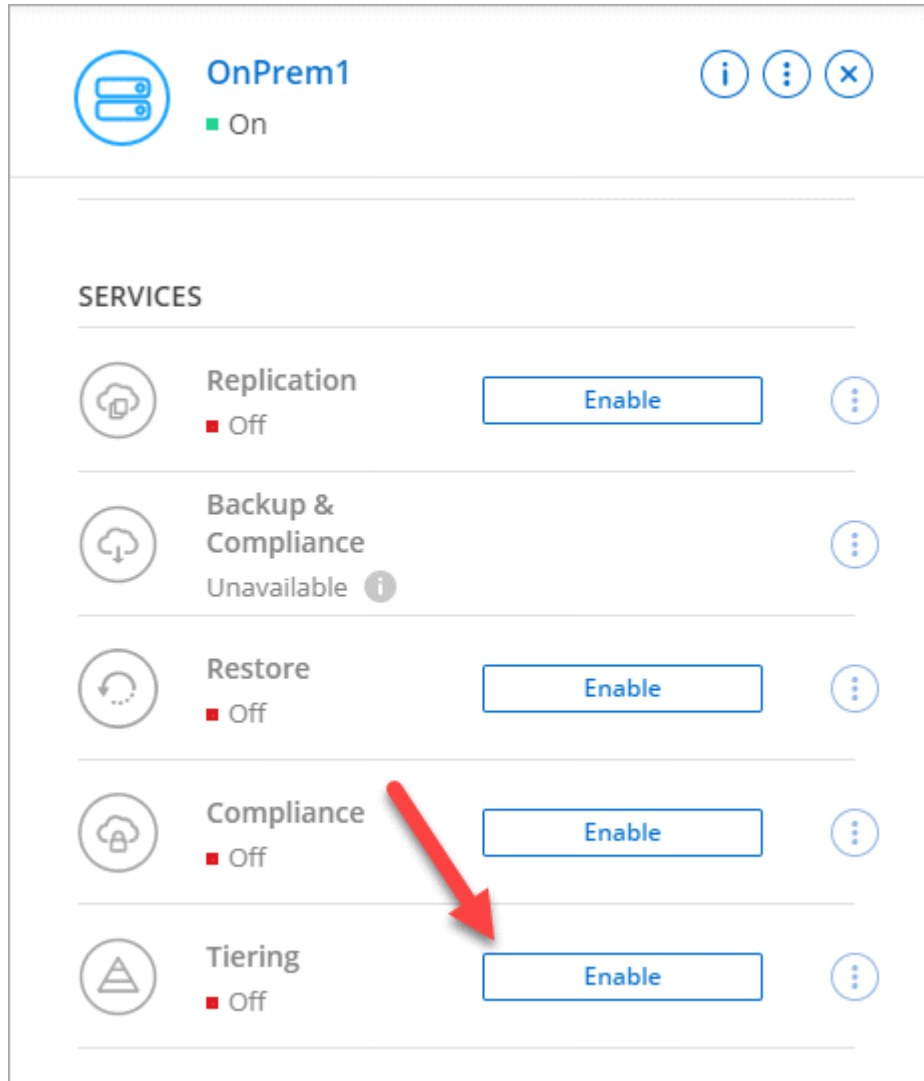 OnPrem1
On
SERVICES
Replication
Off
Enable
Backup &
Compliance
Unavailable
Restore
Off
Enable
Compliance
Off
Enable
Tiering
Off
Enable